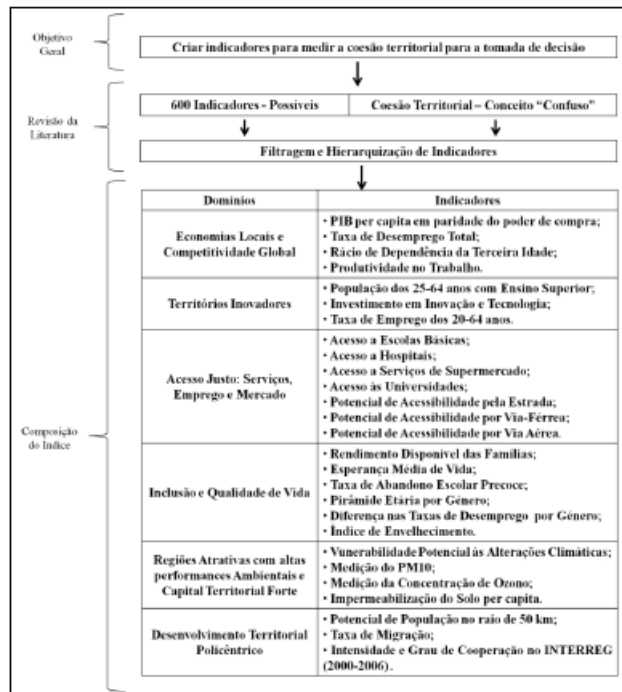 Objetivo
Geral
Criar indicadores para medir a coesão territorial para a tomada de decisão
Revisão da
Literatura
600 Indicadores - Possíveis
Coesão Territorial – Conceito “Confuso”
Filtragem e Hierarquização de Indicadores
Composição
do Indice
Domínios
Indicadores
Economias Locais e
Competitividade Global
• PIB per capita em paridade do poder de compra;
• Taxa de Desemprego Total;
• Rácio de Dependência da Terceira Idade;
• Produtividade no Trabalho.
Territórios Inovadores
• População dos 25-64 anos com Ensino Superior;
• Investimento em Inovação e Tecnologia;
• Taxa de Emprego dos 20-64 anos.
Acesso Justo: Serviços,
Emprego e Mercado
• Acesso a Escolas Básicas;
• Acesso a Hospitais;
• Acesso a Serviços de Supermercado;
• Acesso às Universidades;
• Potencial de Acessibilidade pela Estrada;
• Potencial de Acessibilidade por Via-Férrea;
• Potencial de Acessibilidade por Via Aérea.
Inclusão e Qualidade de Vida
• Rendimento Disponível das Famílias;
• Esperança Média de Vida;
• Taxa de Abandono Escolar Precoce;
• Pirâmide Etária por Género;
• Diferença nas Taxas de Desemprego por Género;
• Índice de Envelhecimento.
Regiões Atrativas com altas
performances Ambientais e
Capital Territorial Forte
• Vunerabilidade Potencial às Alterações Climáticas;
• Medição do PM10;
• Medição da Concentração de Ozono;
• Impermeabilização do Solo per capita.
Desenvolvimento Territorial
Policêntrico
• Potencial de População no raio de 50 km;
• Taxa de Migração;
• Intensidade e Grau de Cooperação no INTERREG
(2000-2006).